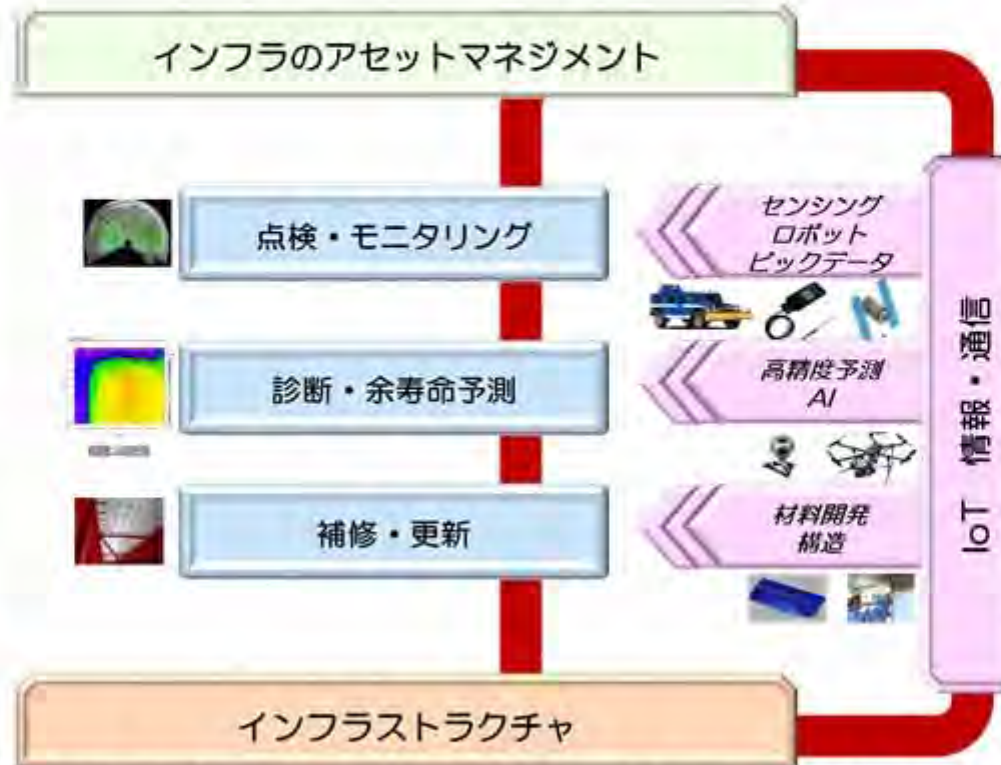 インフラのアセットマネジメント
点検・モニタリング
センシング
ロボット
ビックデータ
診断・余寿命予測
高精度予測
AI
補修・更新
材料開発
構造
IoT 情報・通信
インフラストラクチャ